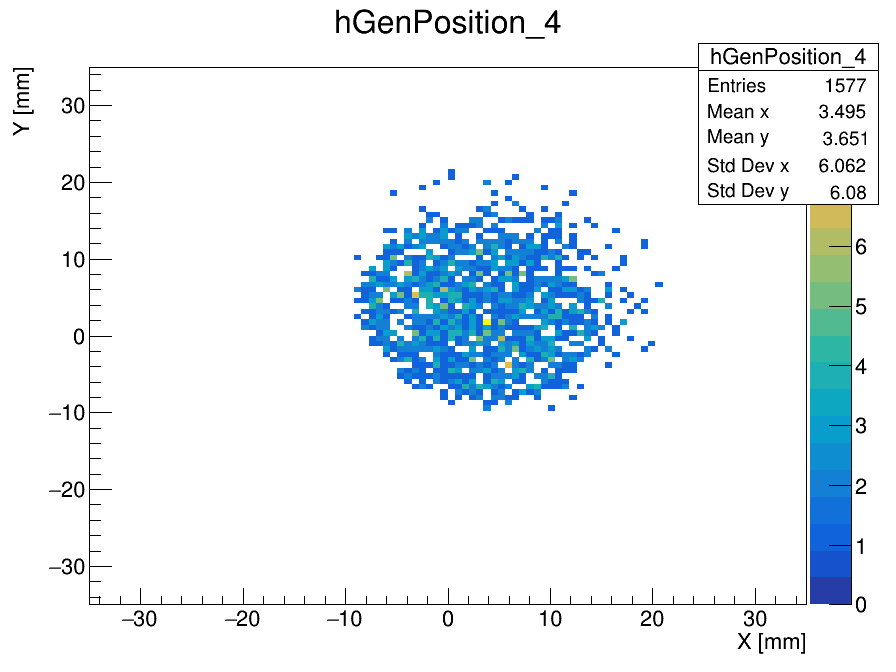 hGenPosition_4
hGenPosition_4
Entries 1577
Mean x 3.495
Mean y 3.651
Std Dev x 6.062
Std Dev y 6.08
Y [mm]
30
20
10
0
−10
−20
−30
−30 −20 −10 0 10 20 30
X [mm]
6
5
4
3
2
1
0